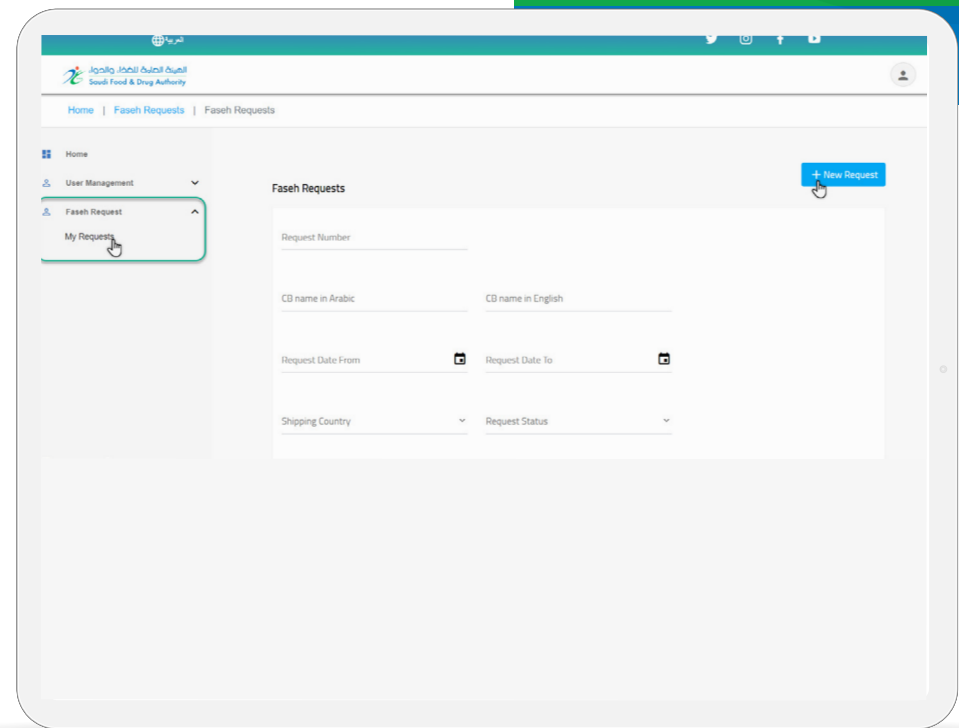 العربية
الهيئة العامة للغذاء والدواء
Saudi Food & Drug Authority
Home | Faseh Requests | Faseh Requests
Home
User Management
Faseh Request
My Requests
+ New Request
Faseh Requests
Request Number
CB name in Arabic CB name in English
Request Date From Request Date To
Shipping Country Request Status